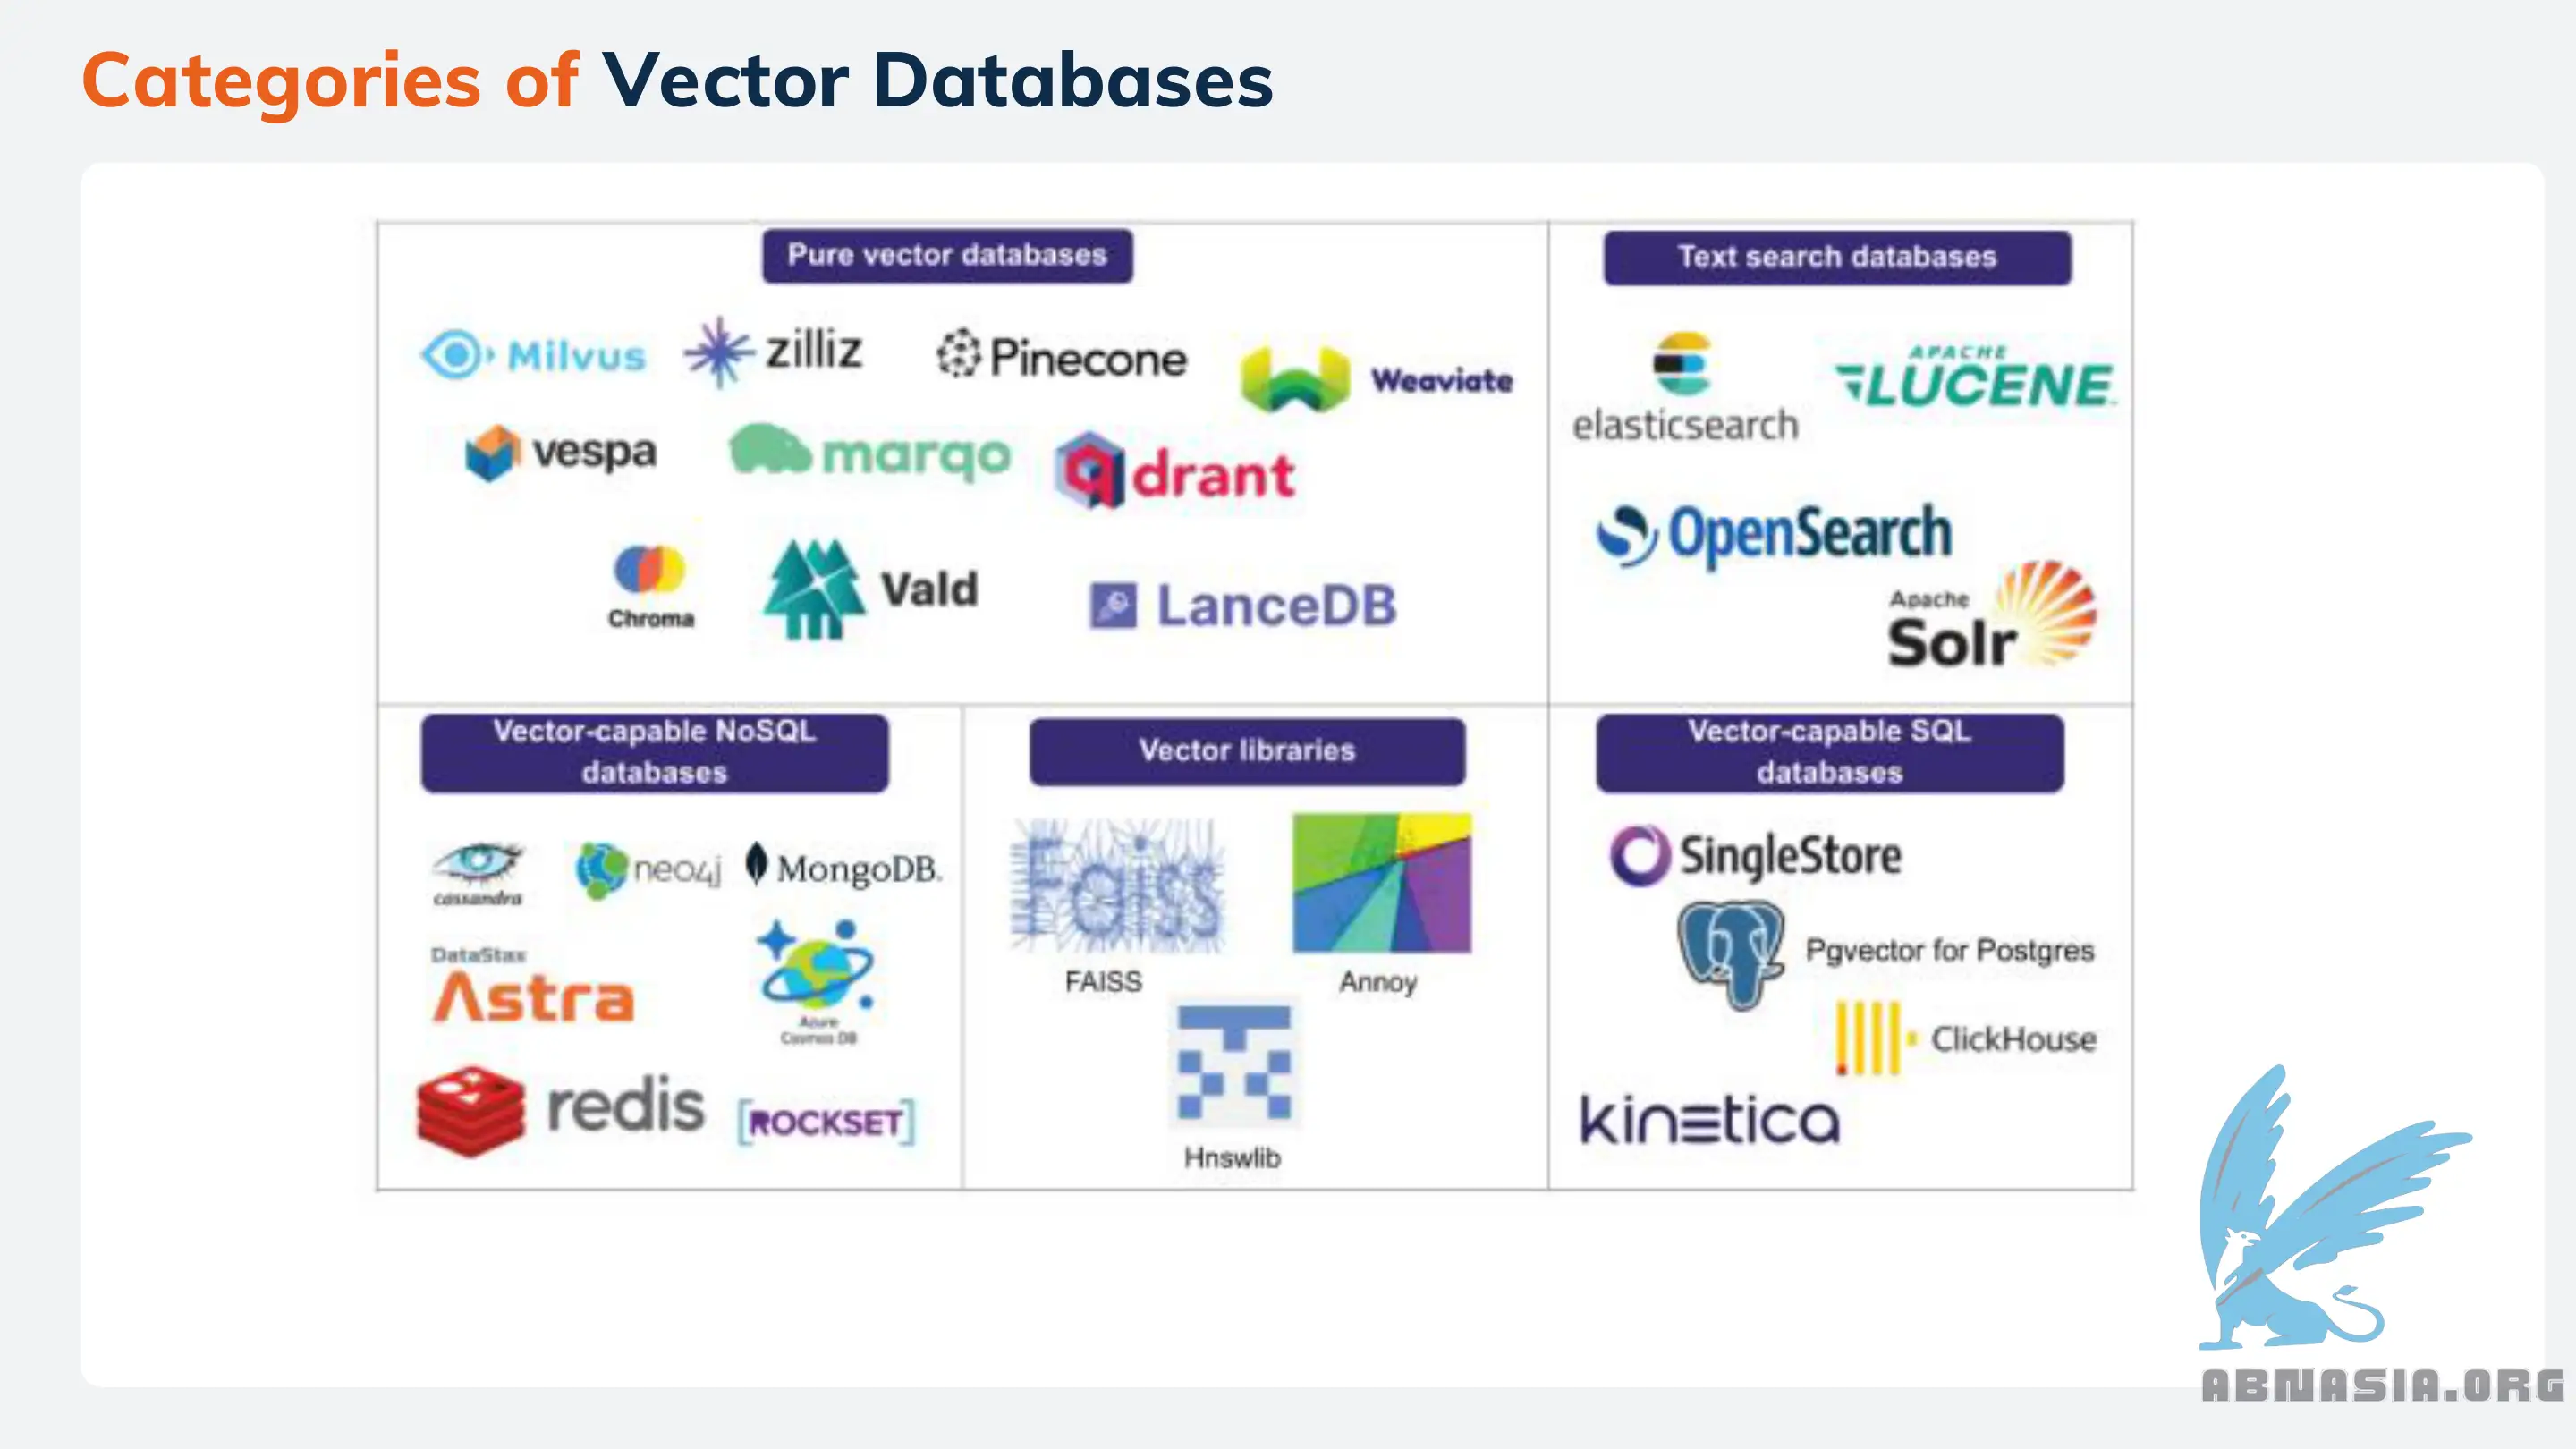 Categories of Vector Databases
Pure vector databases
Milvus
zilliz
Pinecone
Weaviate
vespa
marqo
qdrant
Chroma
Vald
LanceDB
Text search databases
elasticsearch
APACHE
LUCENE
OpenSearch
Apache
Solr
Vector-capable NoSQL
databases
cassandra
neo4j
MongoDB.
DataStax
Astra
Azure
Cosmos DB
redis
[ROCKSET]
Vector libraries
Faiss
FAISS
Annoy
Hnswlib
Vector-capable SQL
databases
SingleStore
Pgvector for Postgres
ClickHouse
kinetica
ABNASIA.ORG